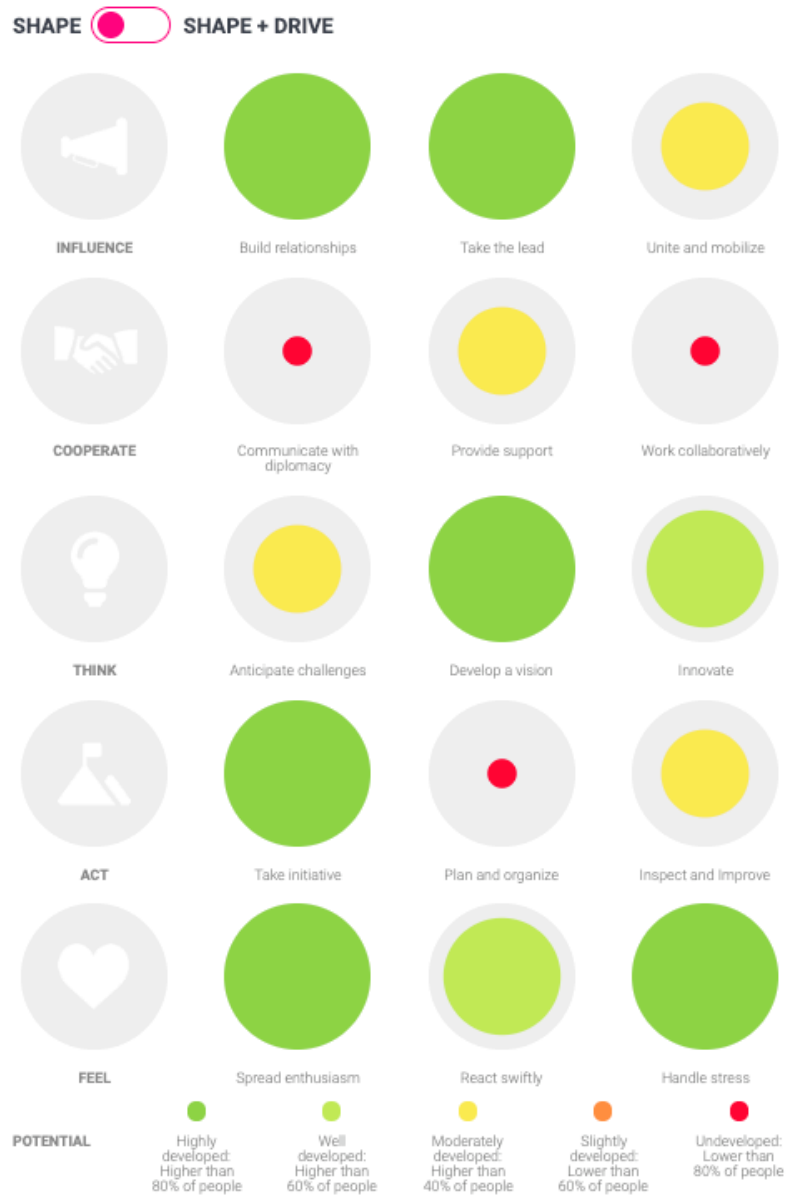 SHAPE SHAPE + DRIVE
INFLUENCE Build relationships Take the lead Unite and mobilize
COOPERATE Communicate with diplomacy Provide support Work collaboratively
THINK Anticipate challenges Develop a vision Innovate
ACT Take initiative Plan and organize Inspect and Improve
FEEL Spread enthusiasm React swiftly Handle stress
POTENTIAL
Highly
developed:
Higher than
80% of people
Well
developed:
Higher than
60% of people
Moderately
developed:
Higher than
40% of people
Slightly
developed:
Lower than
60% of people
Undeveloped:
Lower than
80% of people